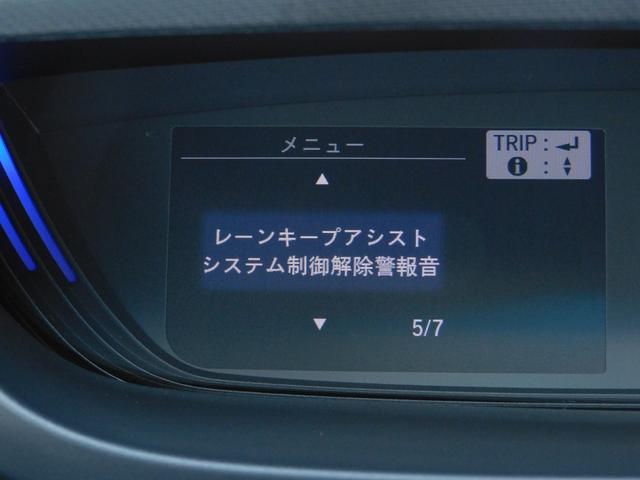 メニュー
TRIP : ↵
ℹ : ♦
▲
レーンキープアシスト
システム制御解除警報音
▼ 5/7